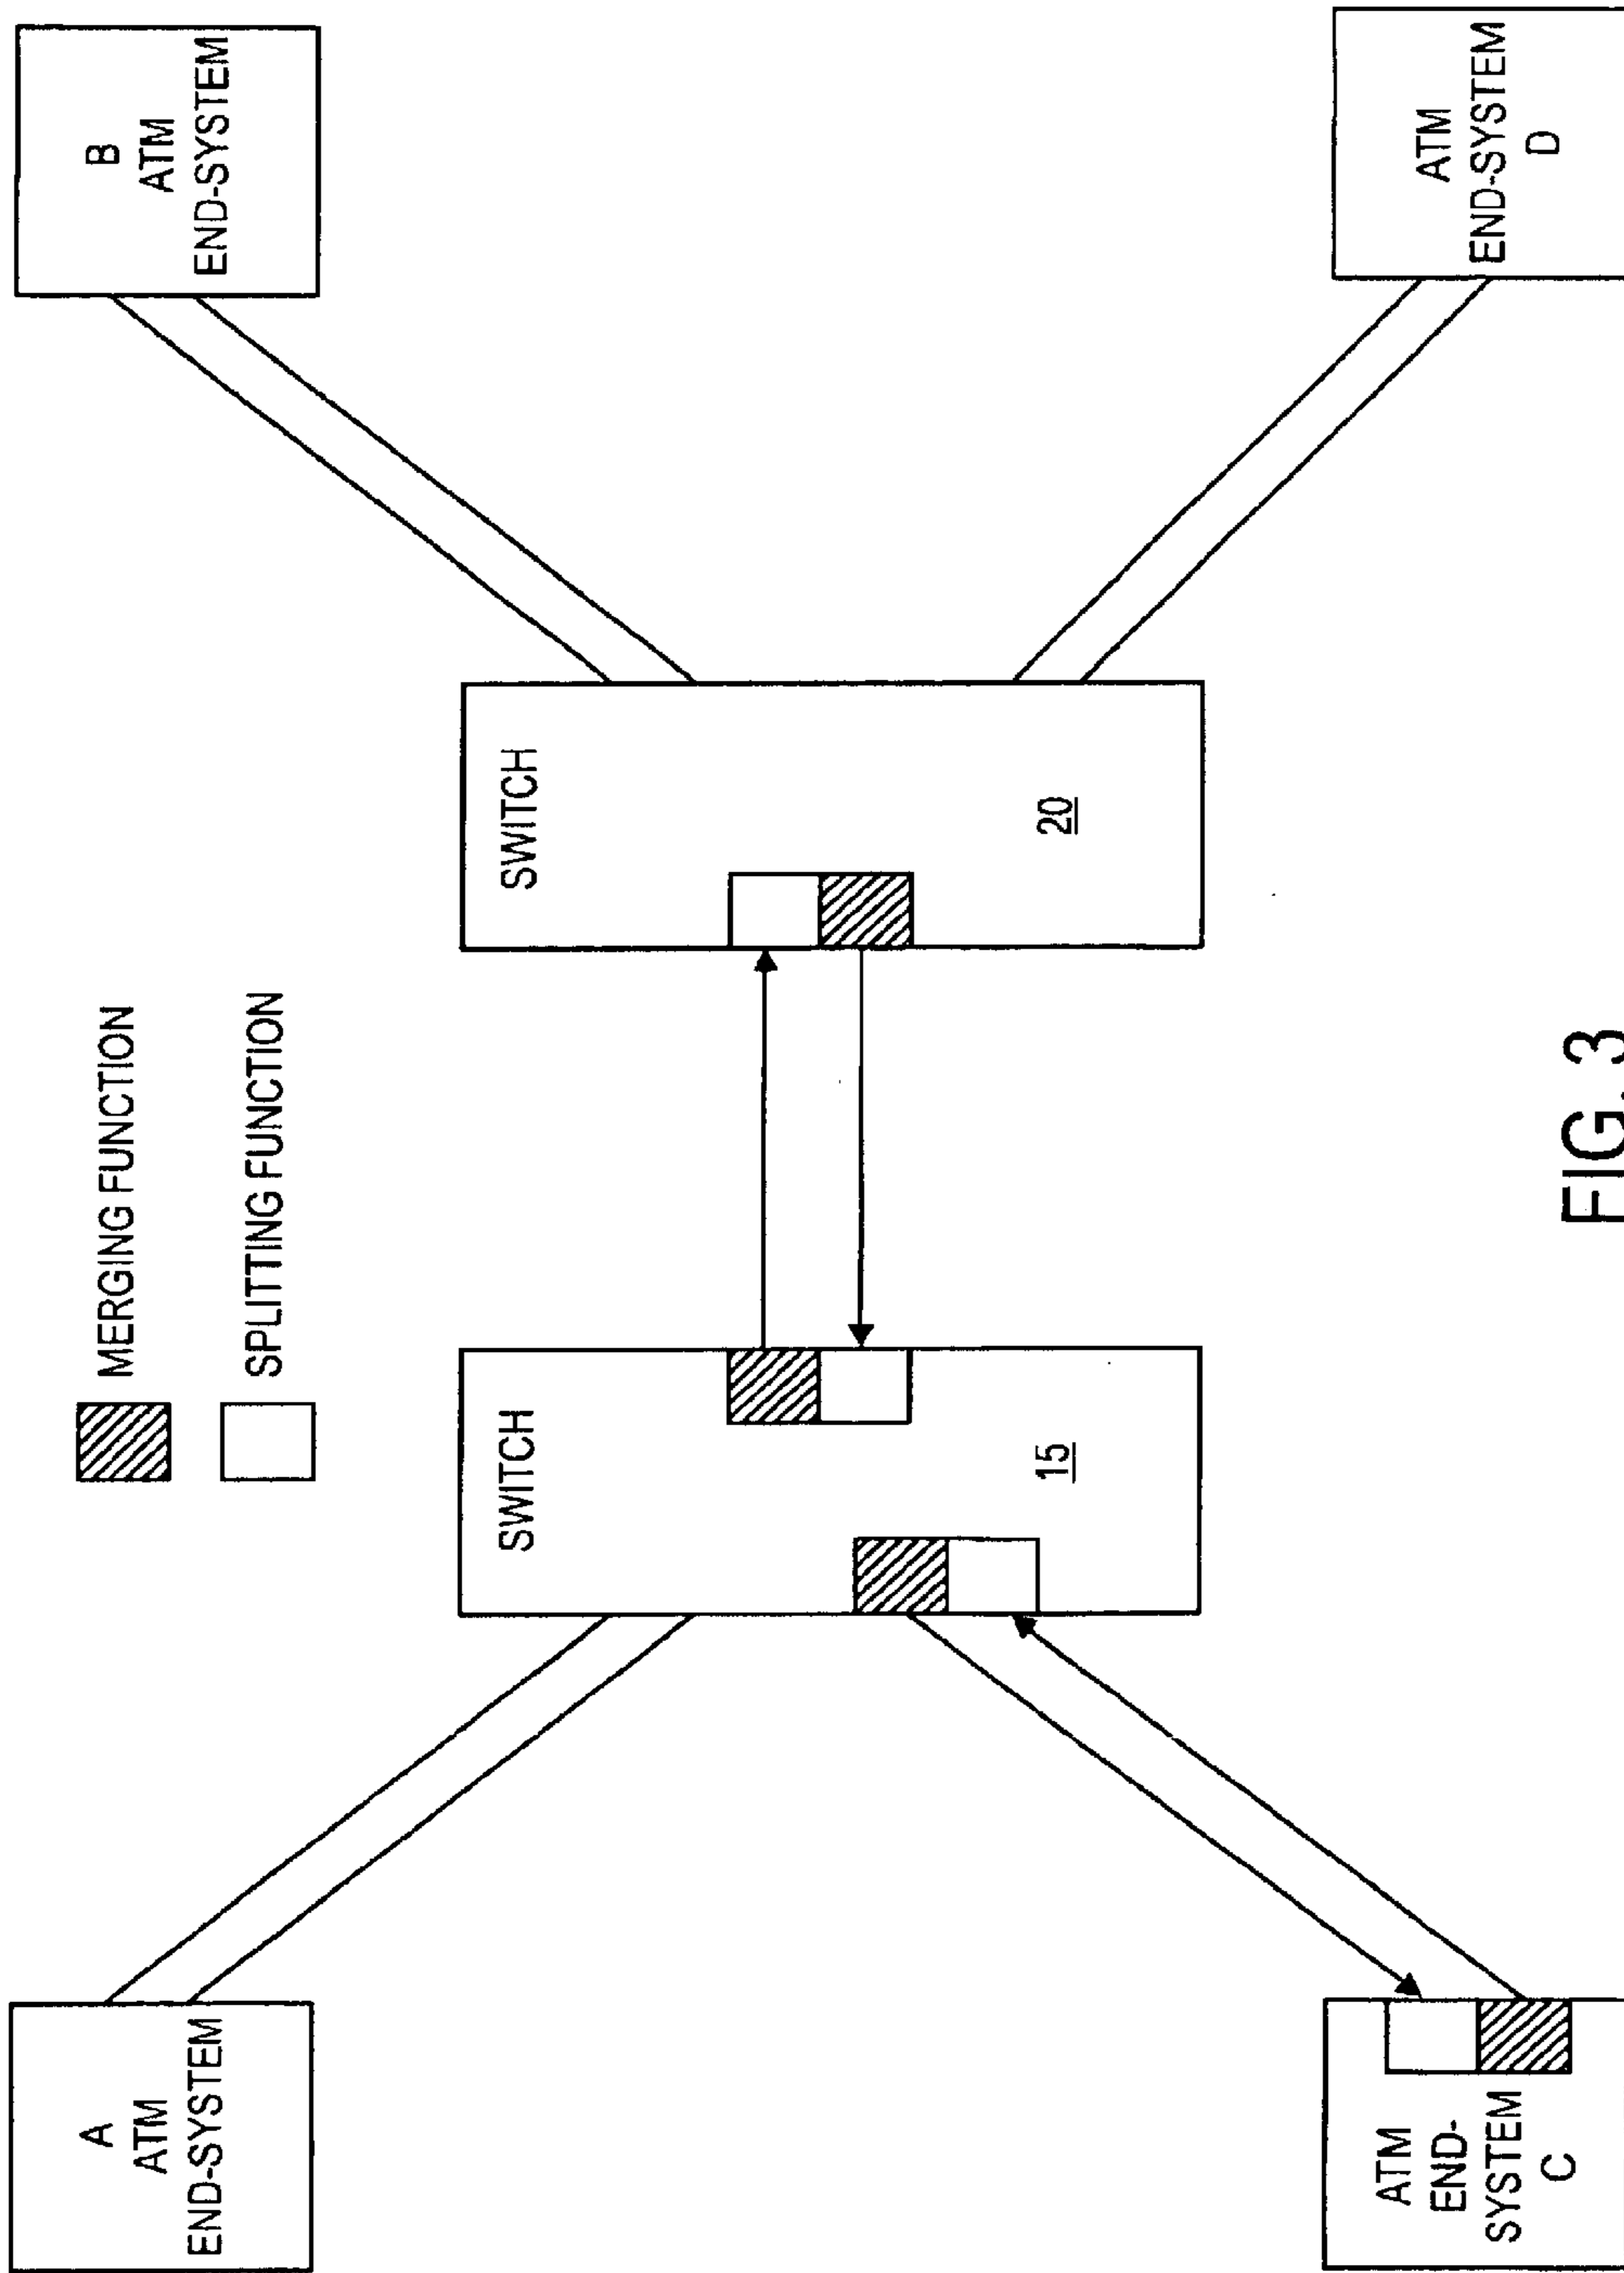 MERGING FUNCTION
SPLITTING FUNCTION
A
ATM
END-SYSTEM
B
ATM
END-SYSTEM
SWITCH
15
SWITCH
20
ATM
END-
SYSTEM
C
ATM
END-SYSTEM
D
FIG. 3